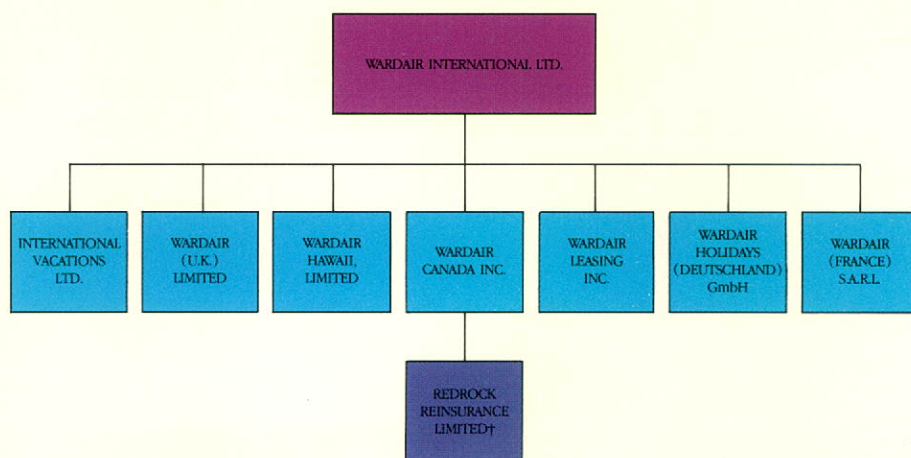 WARDAIR INTERNATIONAL LTD.
INTERNATIONAL
VACATIONS
LTD.
WARDAIR
(U.K.)
LIMITED
WARDAIR
HAWAII,
LIMITED
WARDAIR
CANADA INC.
WARDAIR
LEASING
INC.
WARDAIR
HOLIDAYS
(DEUTSCHLAND)
GmbH
WARDAIR
(FRANCE)
S.A.R.L.
REDROCK
REINSURANCE
LIMITED†